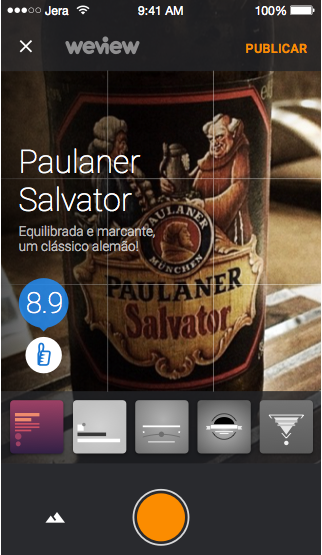 Jera 9:41 AM 100%
weview PUBLICAR
Paulaner
Salvator
Equilibrada e marcante,
um clássico alemão!
8.9
PAULANER
MÜNCHEN
PAULANER
Salvator